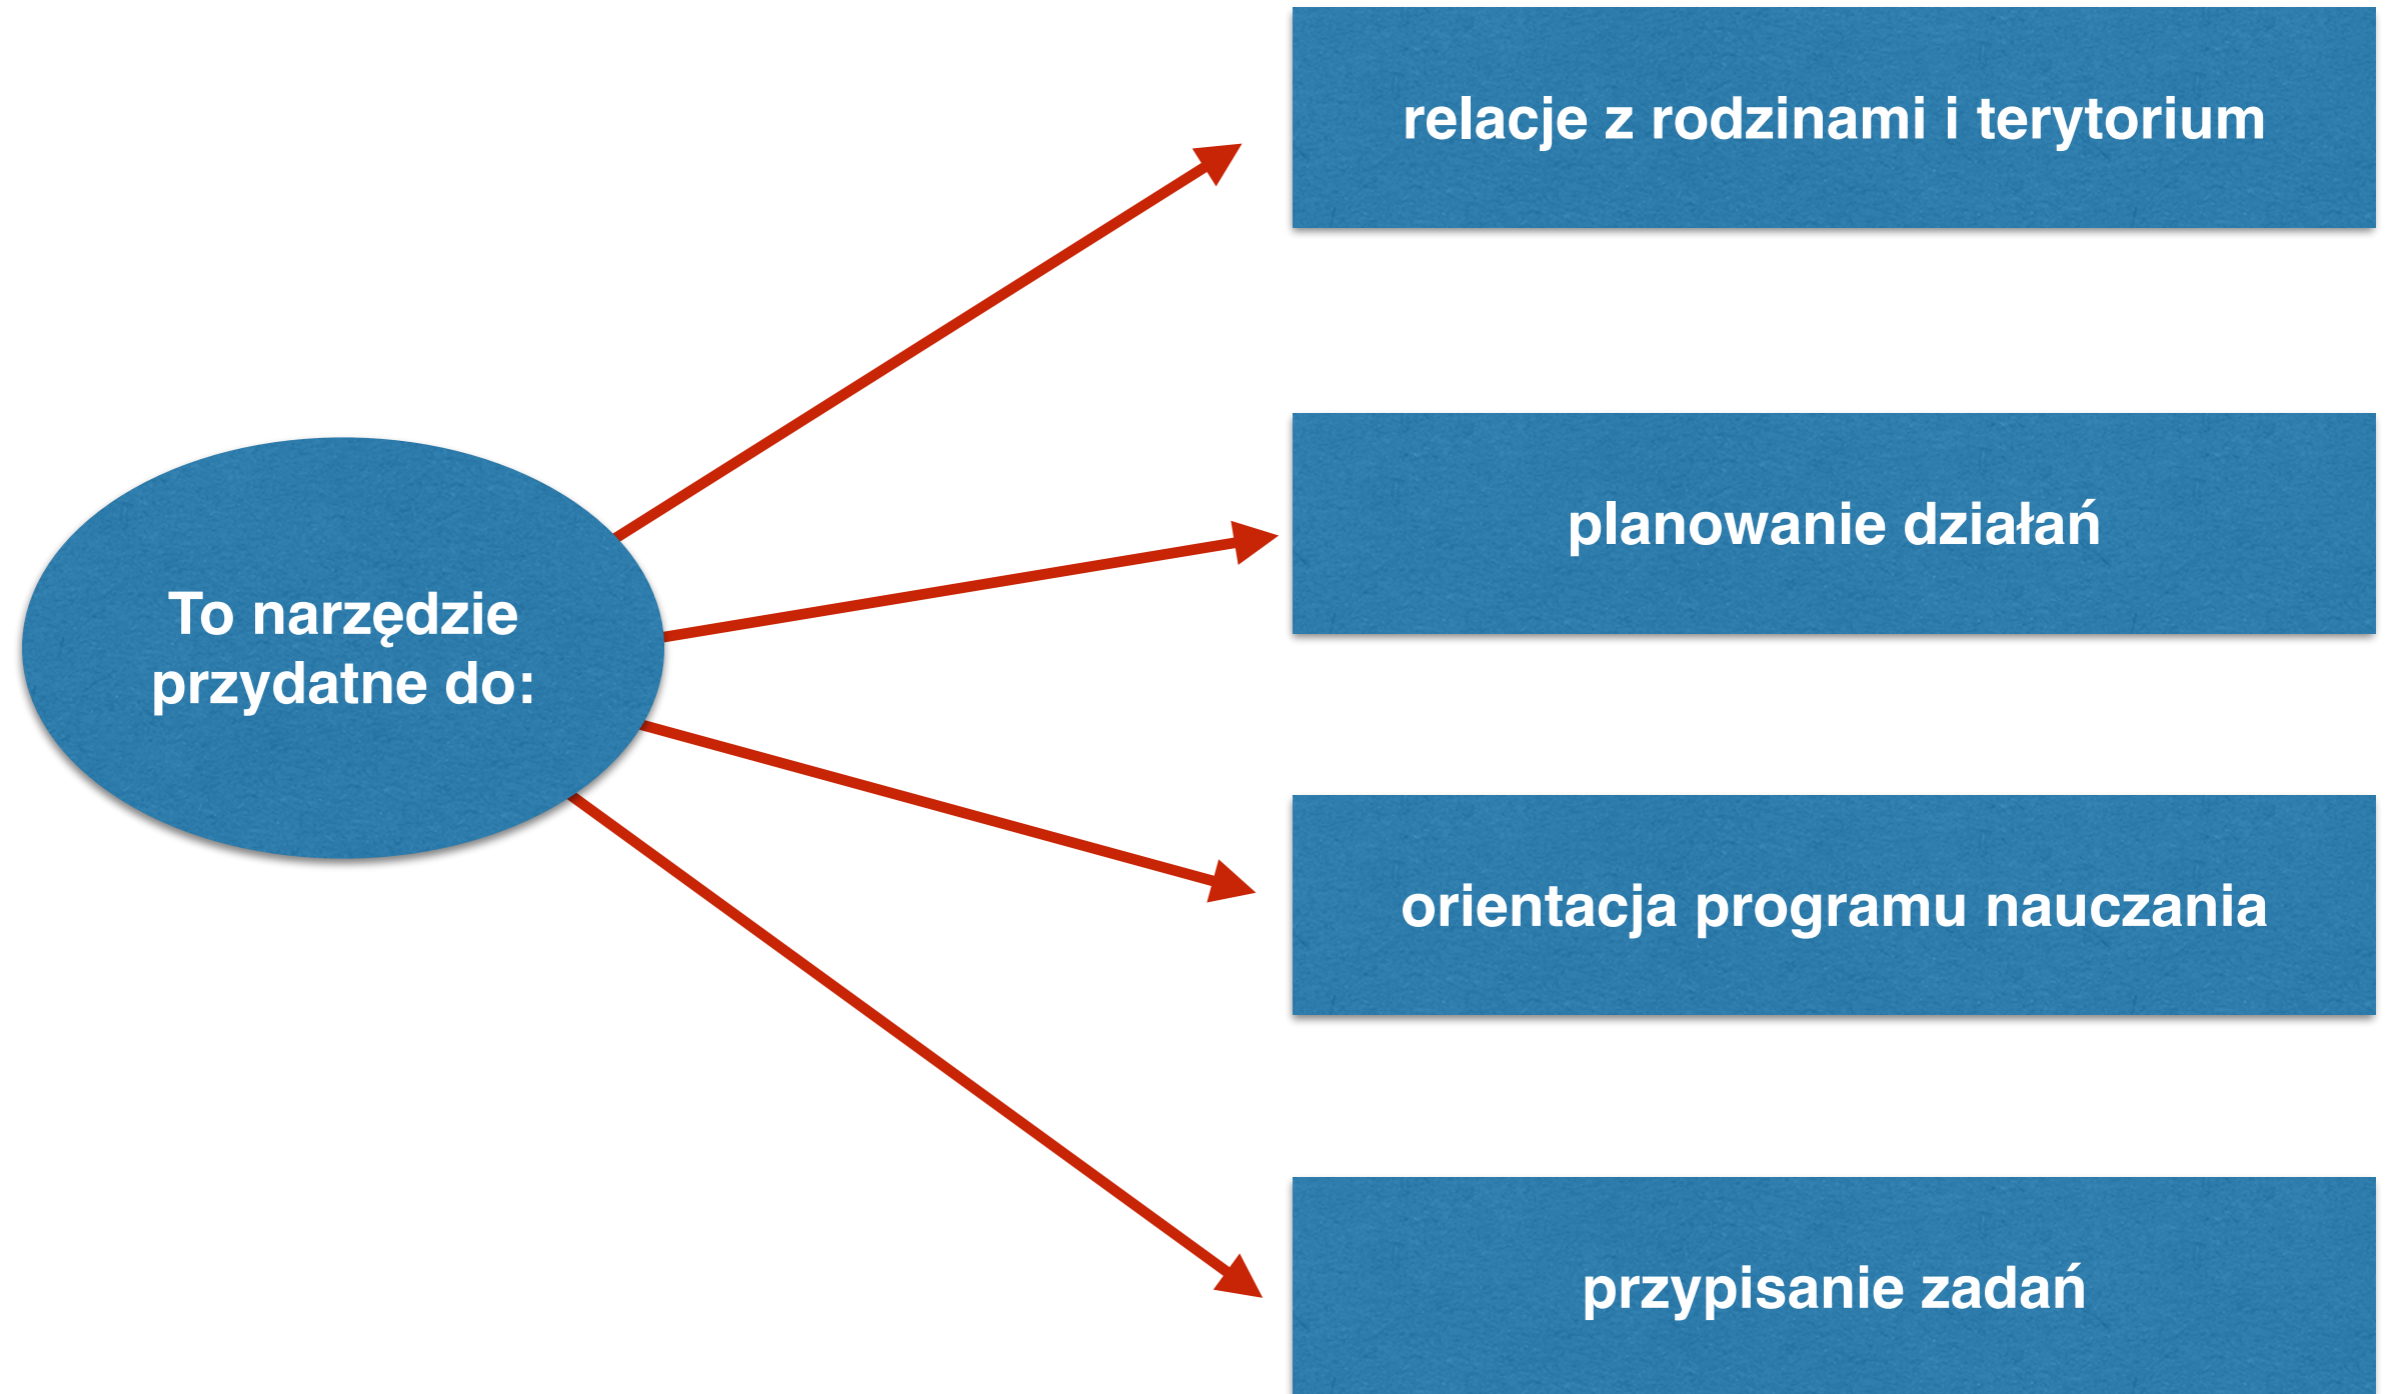 To narzędzie
przydatne do:
relacje z rodzinami i terytorium
planowanie działań
orientacja programu nauczania
przypisanie zadań